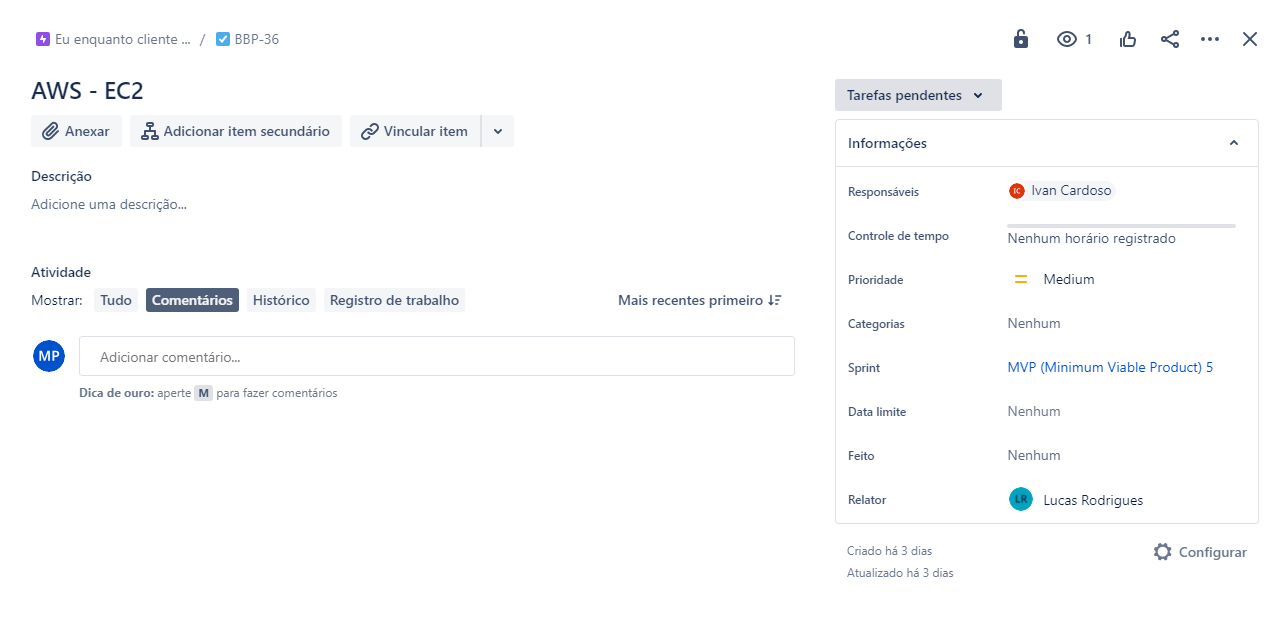 Eu enquanto cliente ... / BBP-36
1
AWS - EC2
Anexar Adicionar item secundário Vincular item
Descrição
Adicione uma descrição...
Atividade
Mostrar: Tudo Comentários Histórico Registro de trabalho Mais recentes primeiro
MP Adicionar comentário...
Dica de ouro: aperte M para fazer comentários
Tarefas pendentes
Informações
Responsáveis IC Ivan Cardoso
Controle de tempo Nenhum horário registrado
Prioridade Medium
Categorias Nenhum
Sprint MVP (Minimum Viable Product) 5
Data limite Nenhum
Feito Nenhum
Relator LR Lucas Rodrigues
Criado há 3 dias Configurar
Atualizado há 3 dias